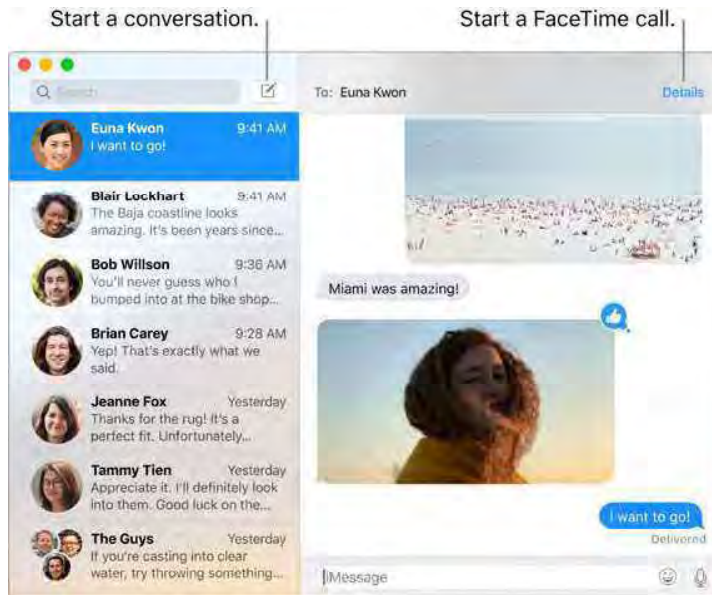 Start a conversation.
Start a FaceTime call.
Search
To: Euna Kwon
Details
Euna Kwon 9:41 AM
I want to go!
Blair Lockhart 9:41 AM
The Baja coastline looks
amazing. It's been years since...
Bob Willson 9:36 AM
You'll never guess who I
bumped into at the bike shop...
Brian Carey 9:28 AM
Yep! That's exactly what we
said.
Jeanne Fox Yesterday
Thanks for the rug! It's a
perfect fit. Unfortunately...
Tammy Tien Yesterday
Appreciate it. I'll definitely look
into them. Good luck on the...
The Guys Yesterday
If you're casting into clear
water, try throwing something...
Miami was amazing!
I want to go!
Delivered
iMessage